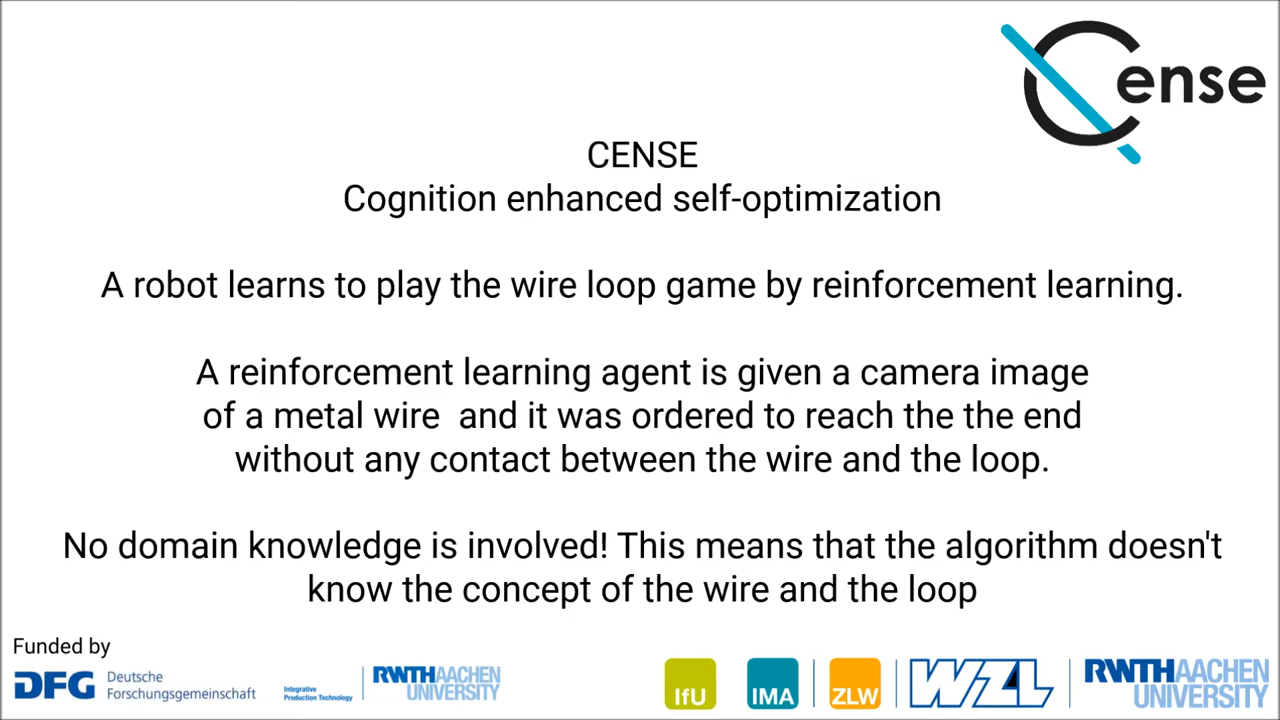 Cense
CENSE
Cognition enhanced self-optimization
A robot learns to play the wire loop game by reinforcement learning.
A reinforcement learning agent is given a camera image
of a metal wire  and it was ordered to reach the the end
without any contact between the wire and the loop.
No domain knowledge is involved! This means that the algorithm doesn't
know the concept of the wire and the loop
Funded by
DFG Deutsche
Forschungsgemeinschaft
Integrative
Production Technology
RWTHAACHEN
UNIVERSITY
IfU
IMA
ZLW
WZL
RWTHAACHEN
UNIVERSITY